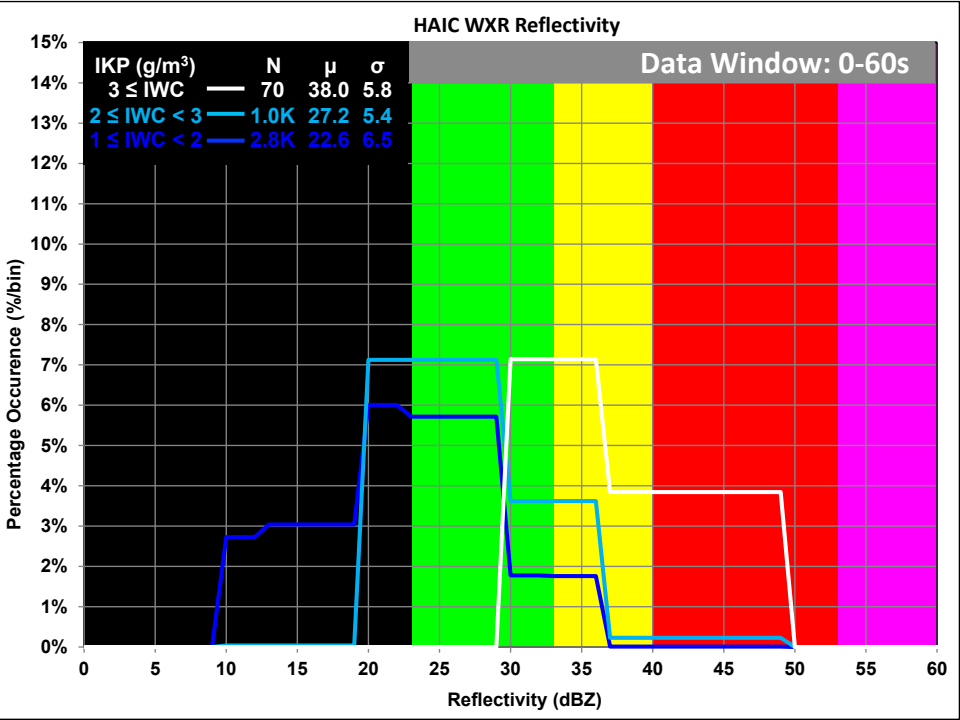 HAIC WXR Reflectivity
Data Window: 0-60s
IKP (g/m³) N μ σ
3 ≤ IWC 70 38.0 5.8
2 ≤ IWC < 3 1.0K 27.2 5.4
1 ≤ IWC < 2 2.8K 22.6 6.5
15%
14%
13%
12%
11%
10%
9%
8%
7%
6%
5%
4%
3%
2%
1%
0%
Percentage Occurence (%/bin)
0 5 10 15 20 25 30 35 40 45 50 55 60
Reflectivity (dBZ)